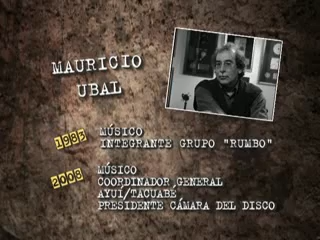 MAURICIO
UBAL
1983 MÚSICO
INTEGRANTE GRUPO "RUMBO"
2008 MÚSICO
COORDINADOR GENERAL
AYUÍ/TACUABÉ
PRESIDENTE CÁMARA DEL DISCO